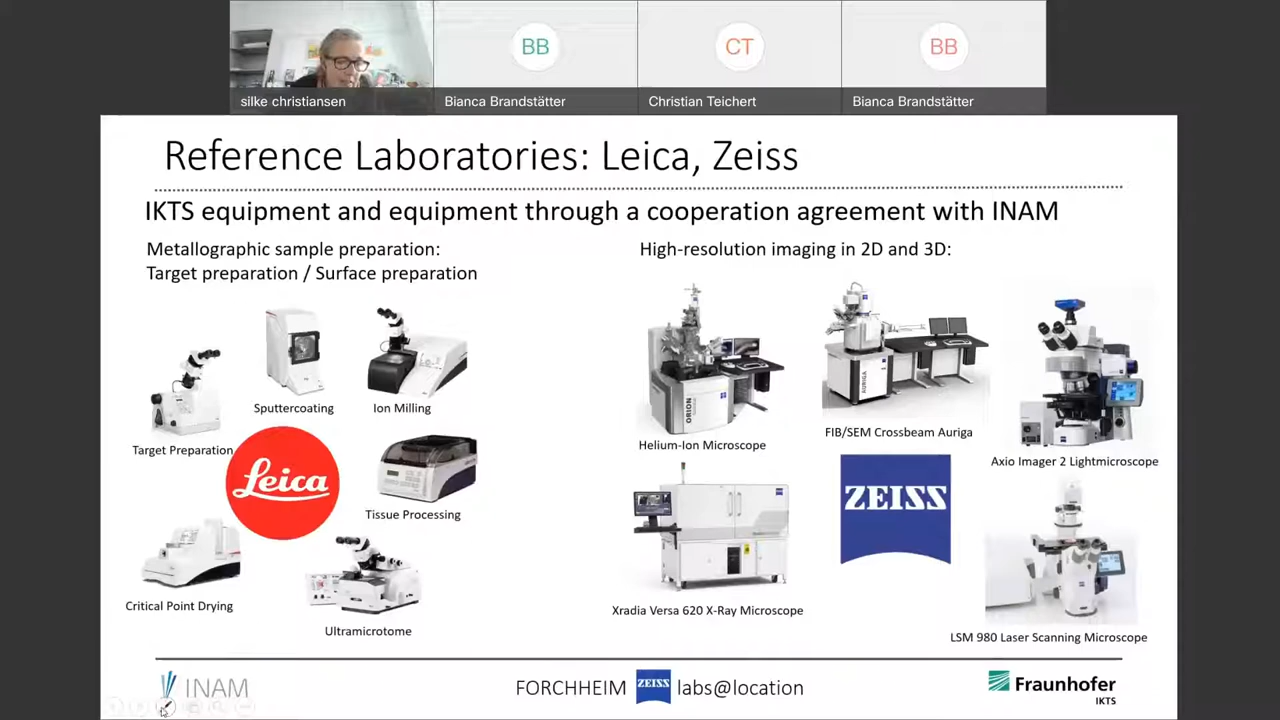 BB
CT
BB
silke christiansen
Bianca Brandstätter
Christian Teichert
Bianca Brandstätter
Reference Laboratories: Leica, Zeiss
IKTS equipment and equipment through a cooperation agreement with INAM
Metallographic sample preparation:
Target preparation / Surface preparation
High-resolution imaging in 2D and 3D:
Sputtercoating
Ion Milling
Target Preparation
Leica
Tissue Processing
Critical Point Drying
Ultramicrotome
ORION
Helium-Ion Microscope
AURIGA
FIB/SEM Crossbeam Auriga
Axio Imager 2 Lightmicroscope
ZEISS
Xradia Versa 620 X-Ray Microscope
LSM 980 Laser Scanning Microscope
INAM
FORCHHEIM ZEISS labs@location
Fraunhofer
IKTS